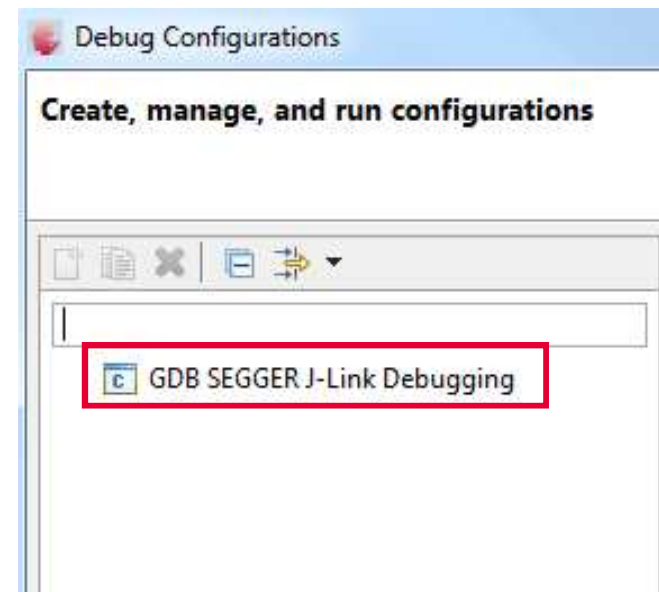 Debug Configurations
Create, manage, and run configurations
GDB SEGGER J-Link Debugging